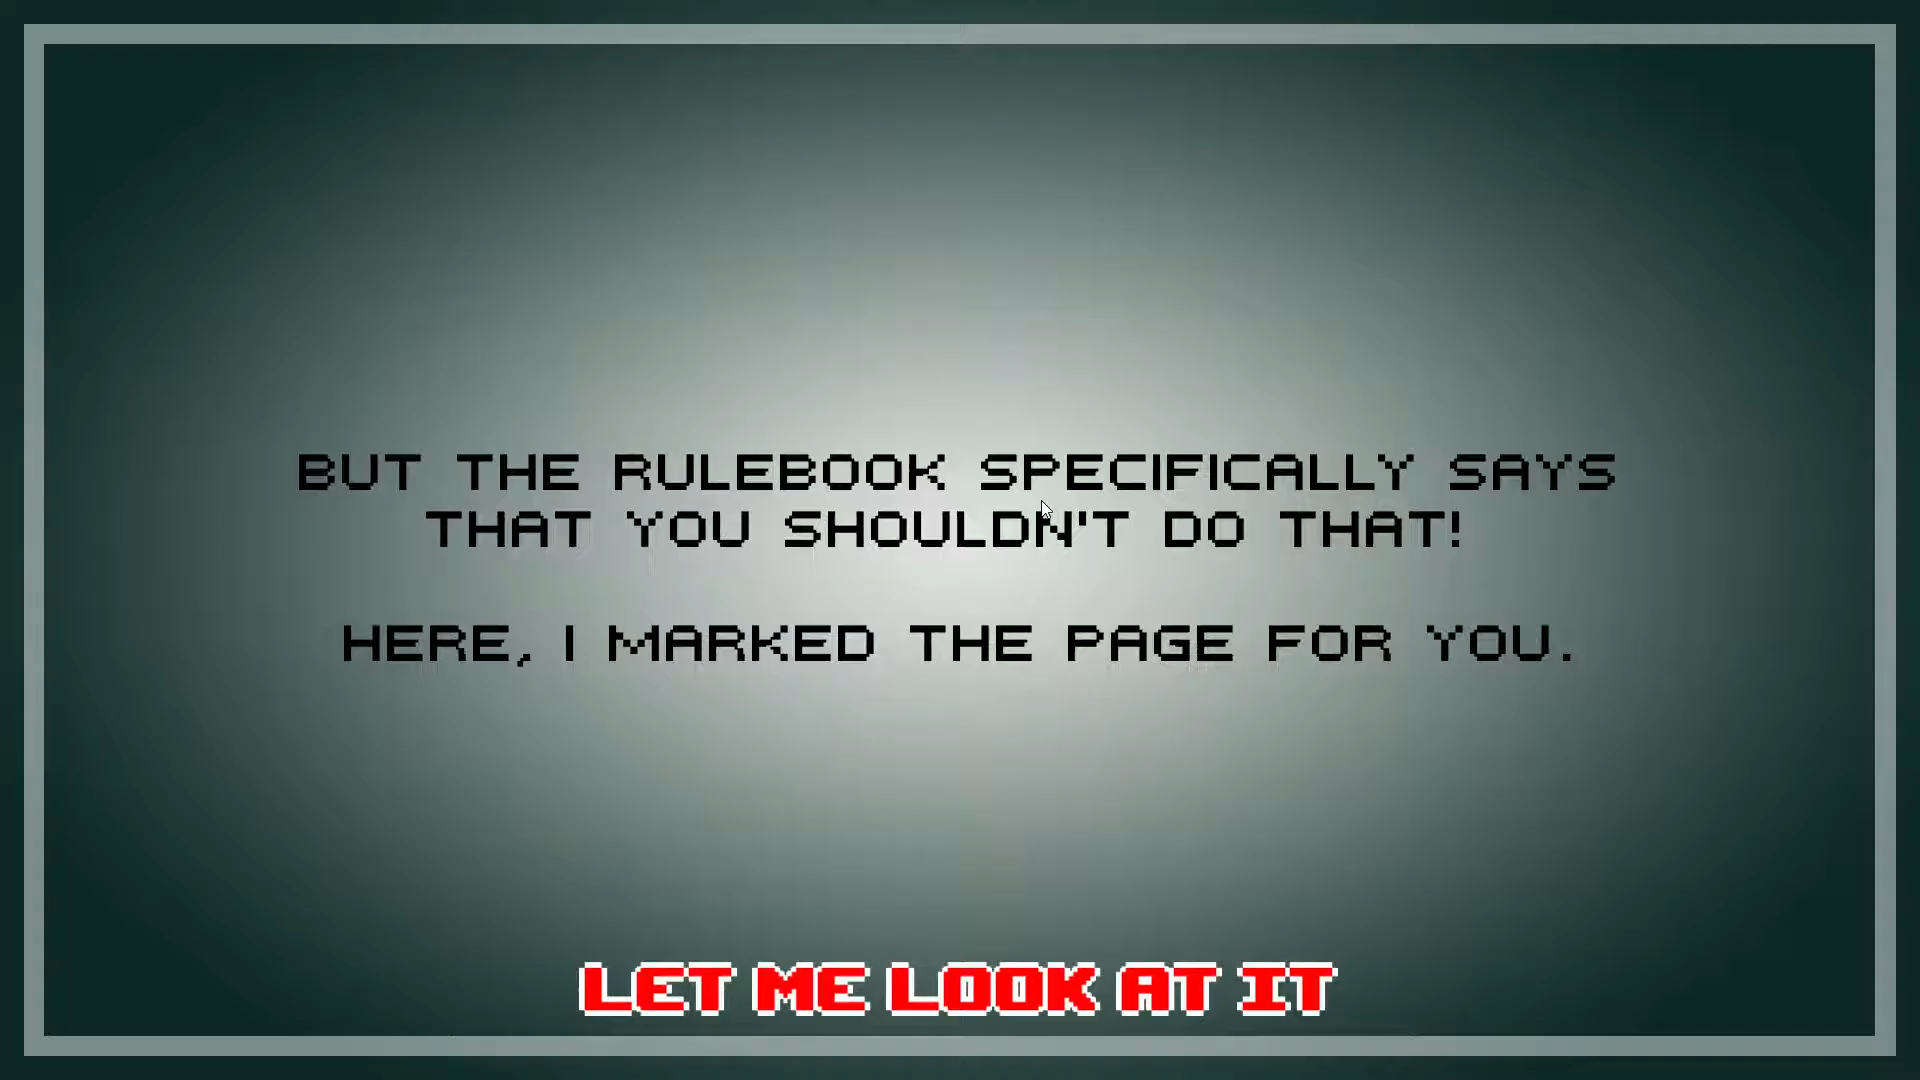 BUT THE RULEBOOK SPECIFICALLY SAYS
THAT YOU SHOULDN'T DO THAT!
HERE, I MARKED THE PAGE FOR YOU.
LET ME LOOK AT IT